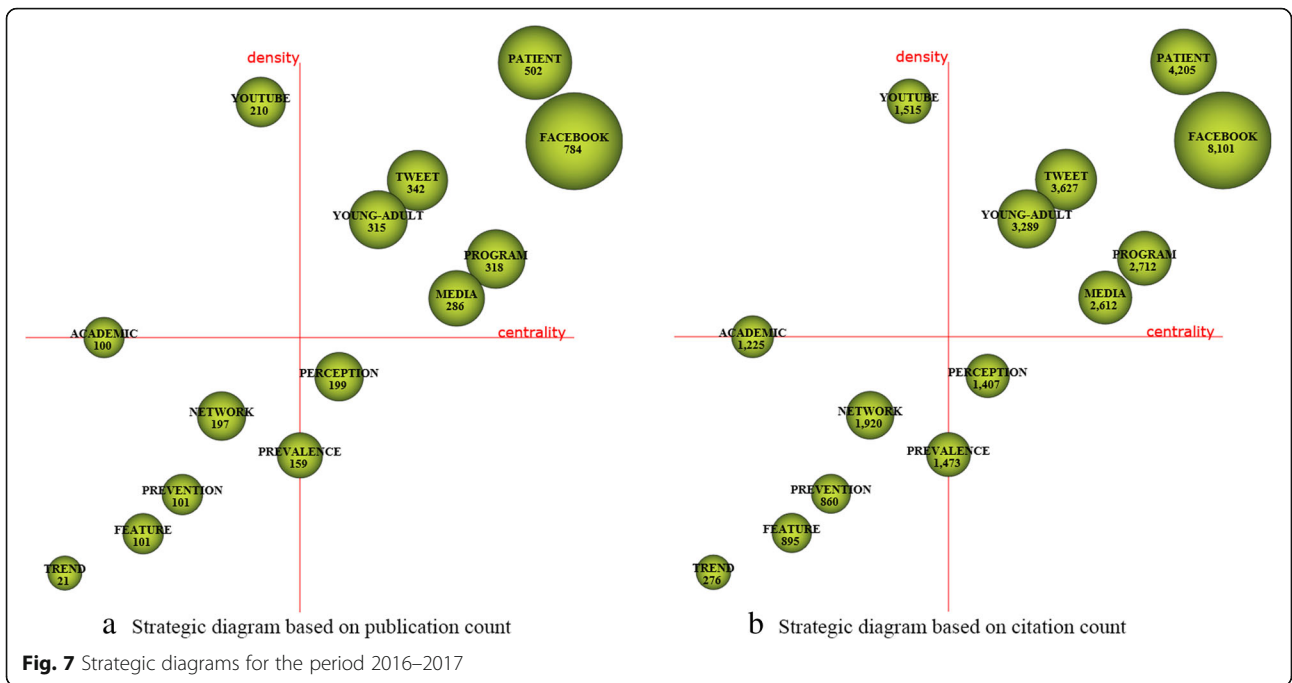 density
PATIENT
502
YOUTUBE
210
FACEBOOK
784
TWEET
342
YOUNG-ADULT
315
PROGRAM
318
MEDIA
286
centrality
ACADEMIC
100
PERCEPTION
199
NETWORK
197
PREVALENCE
159
PREVENTION
101
FEATURE
101
TREND
21
a Strategic diagram based on publication count
density
PATIENT
4,205
YOUTUBE
1,515
FACEBOOK
8,101
TWEET
3,627
YOUNG-ADULT
3,289
PROGRAM
2,712
MEDIA
2,612
centrality
ACADEMIC
1,225
PERCEPTION
1,407
NETWORK
1,920
PREVALENCE
1,473
PREVENTION
860
FEATURE
895
TREND
276
b Strategic diagram based on citation count
Fig. 7 Strategic diagrams for the period 2016–2017